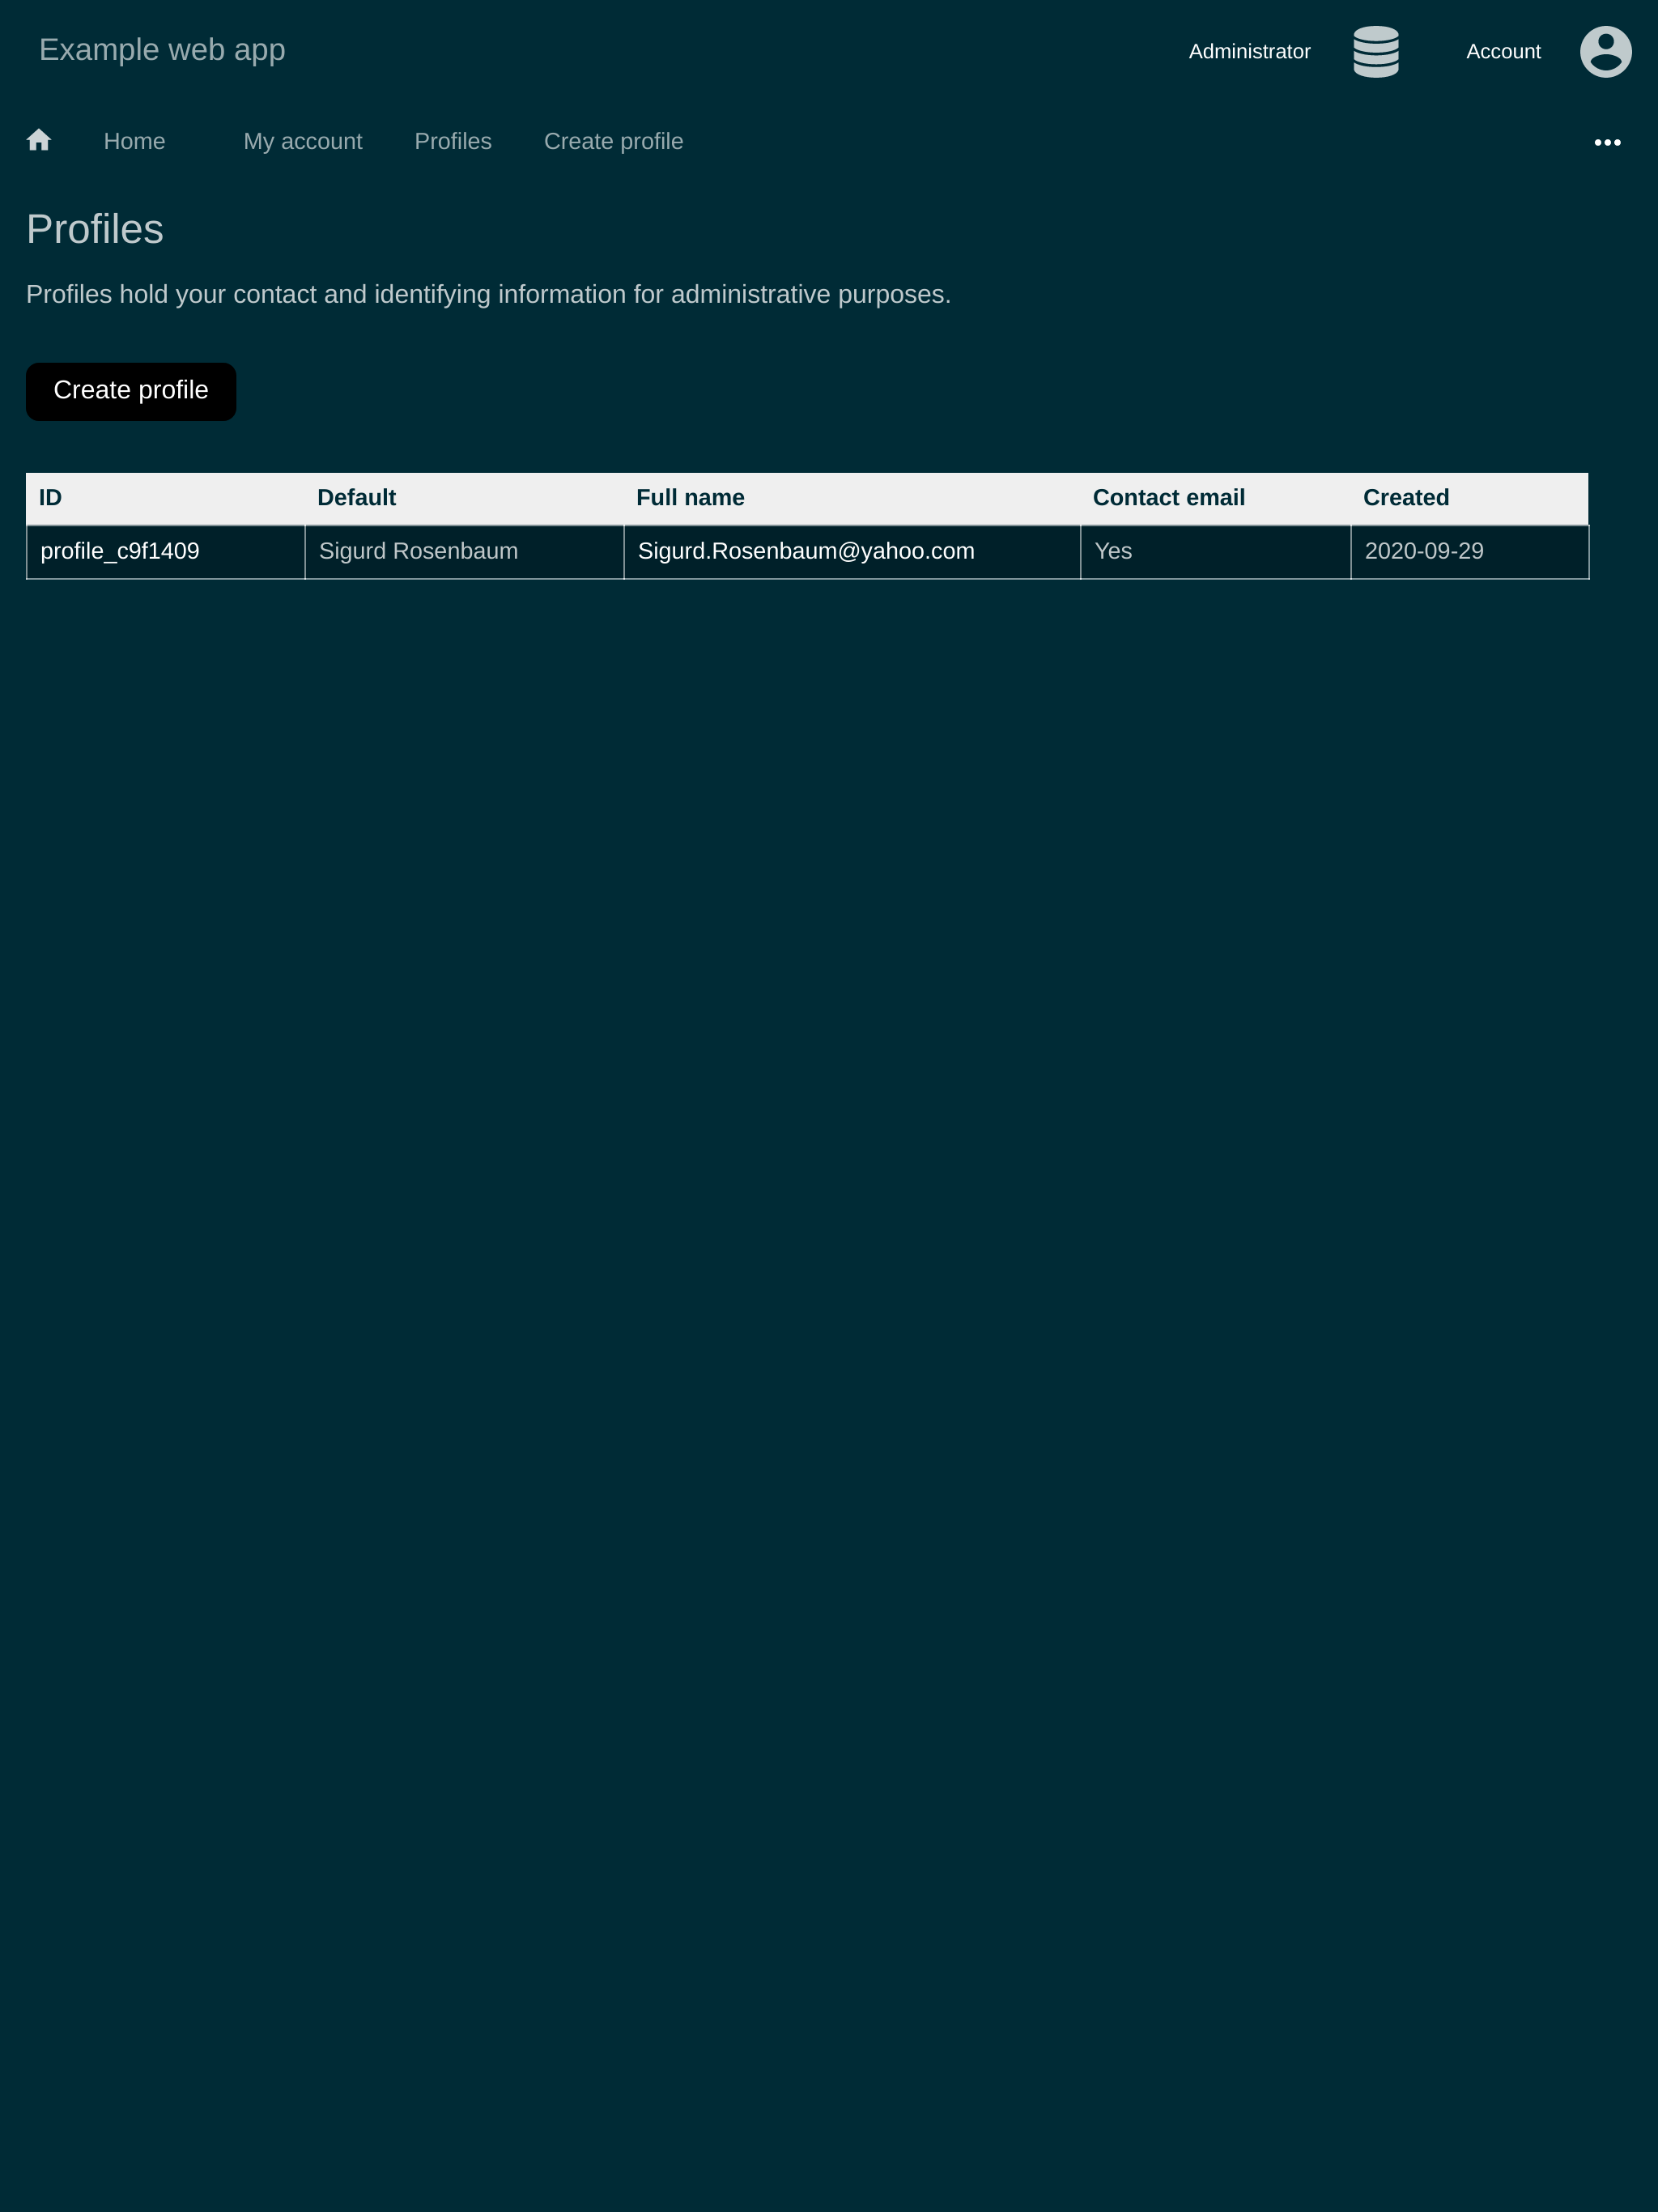 Example web app
Administrator
Account
Home
My account
Profiles
Create profile
Profiles
Profiles hold your contact and identifying information for administrative purposes.
Create profile
ID Default Full name Contact email Created
profile_c9f1409 Sigurd Rosenbaum Sigurd.Rosenbaum@yahoo.com Yes 2020-09-29